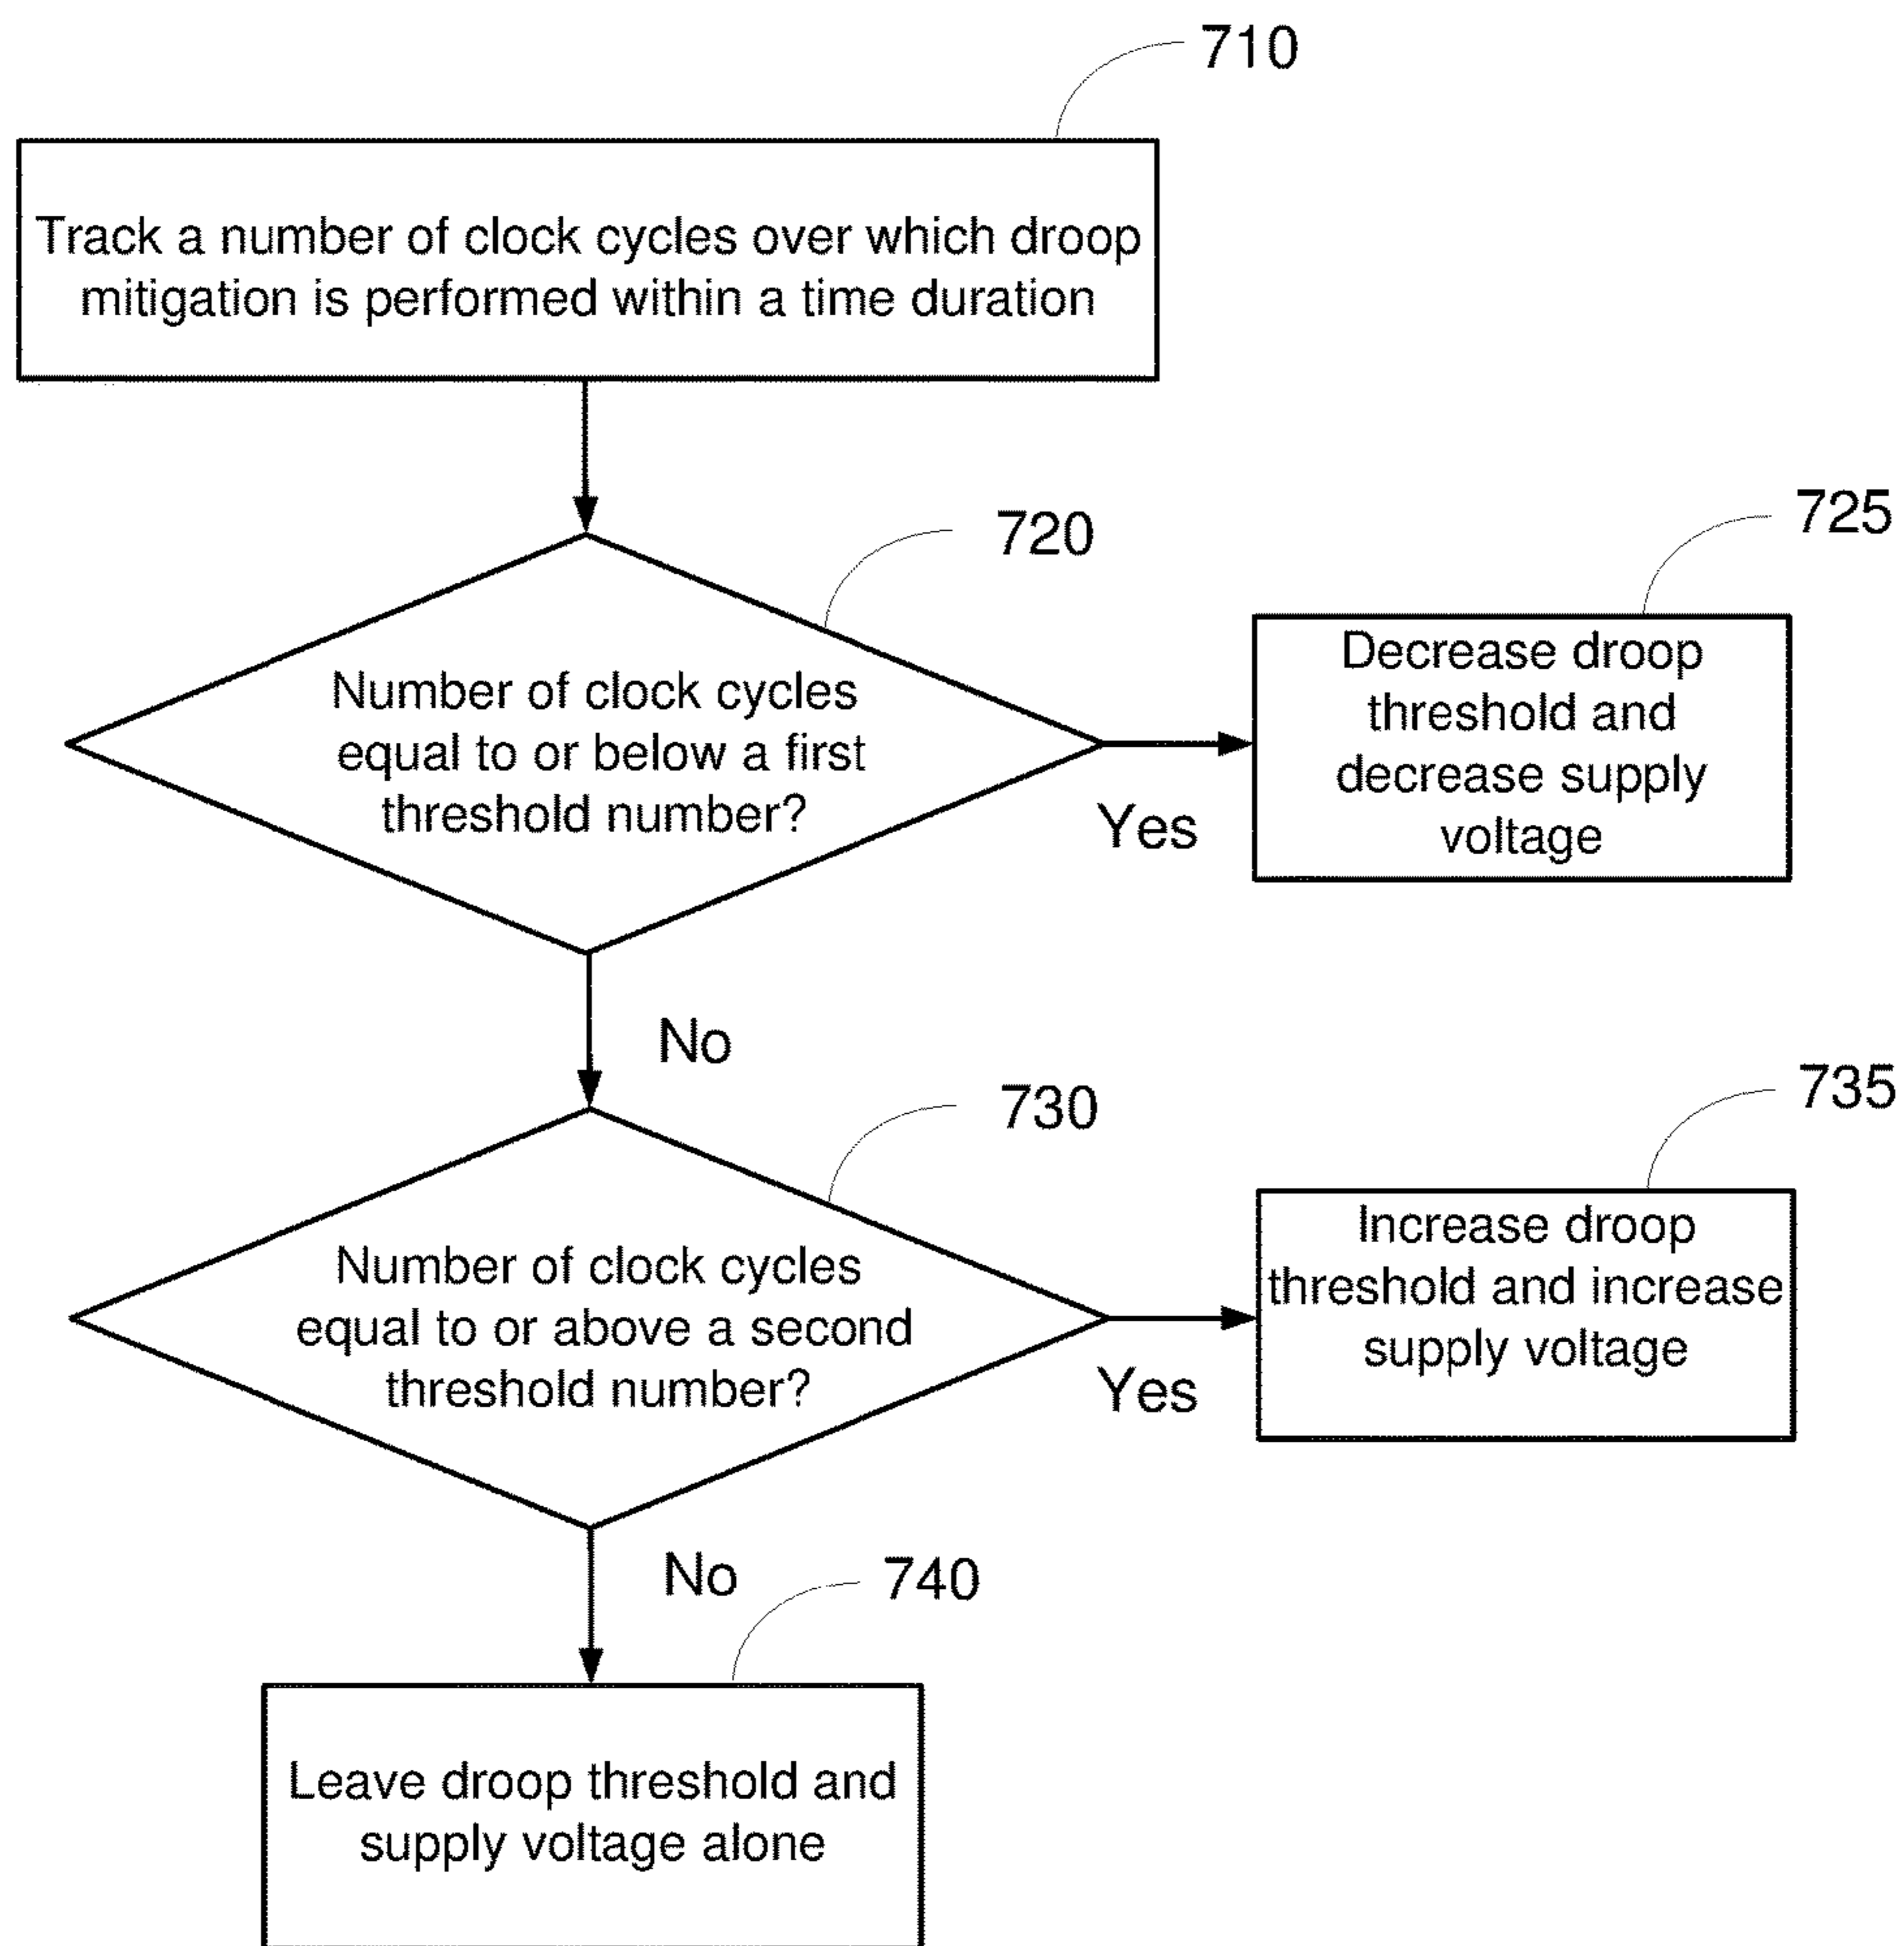 710
Track a number of clock cycles over which droop
mitigation is performed within a time duration
720
725
Number of clock cycles
equal to or below a first
threshold number?
Yes
Decrease droop
threshold and
decrease supply
voltage
No
730
735
Number of clock cycles
equal to or above a second
threshold number?
Yes
Increase droop
threshold and increase
supply voltage
No
740
Leave droop threshold and
supply voltage alone